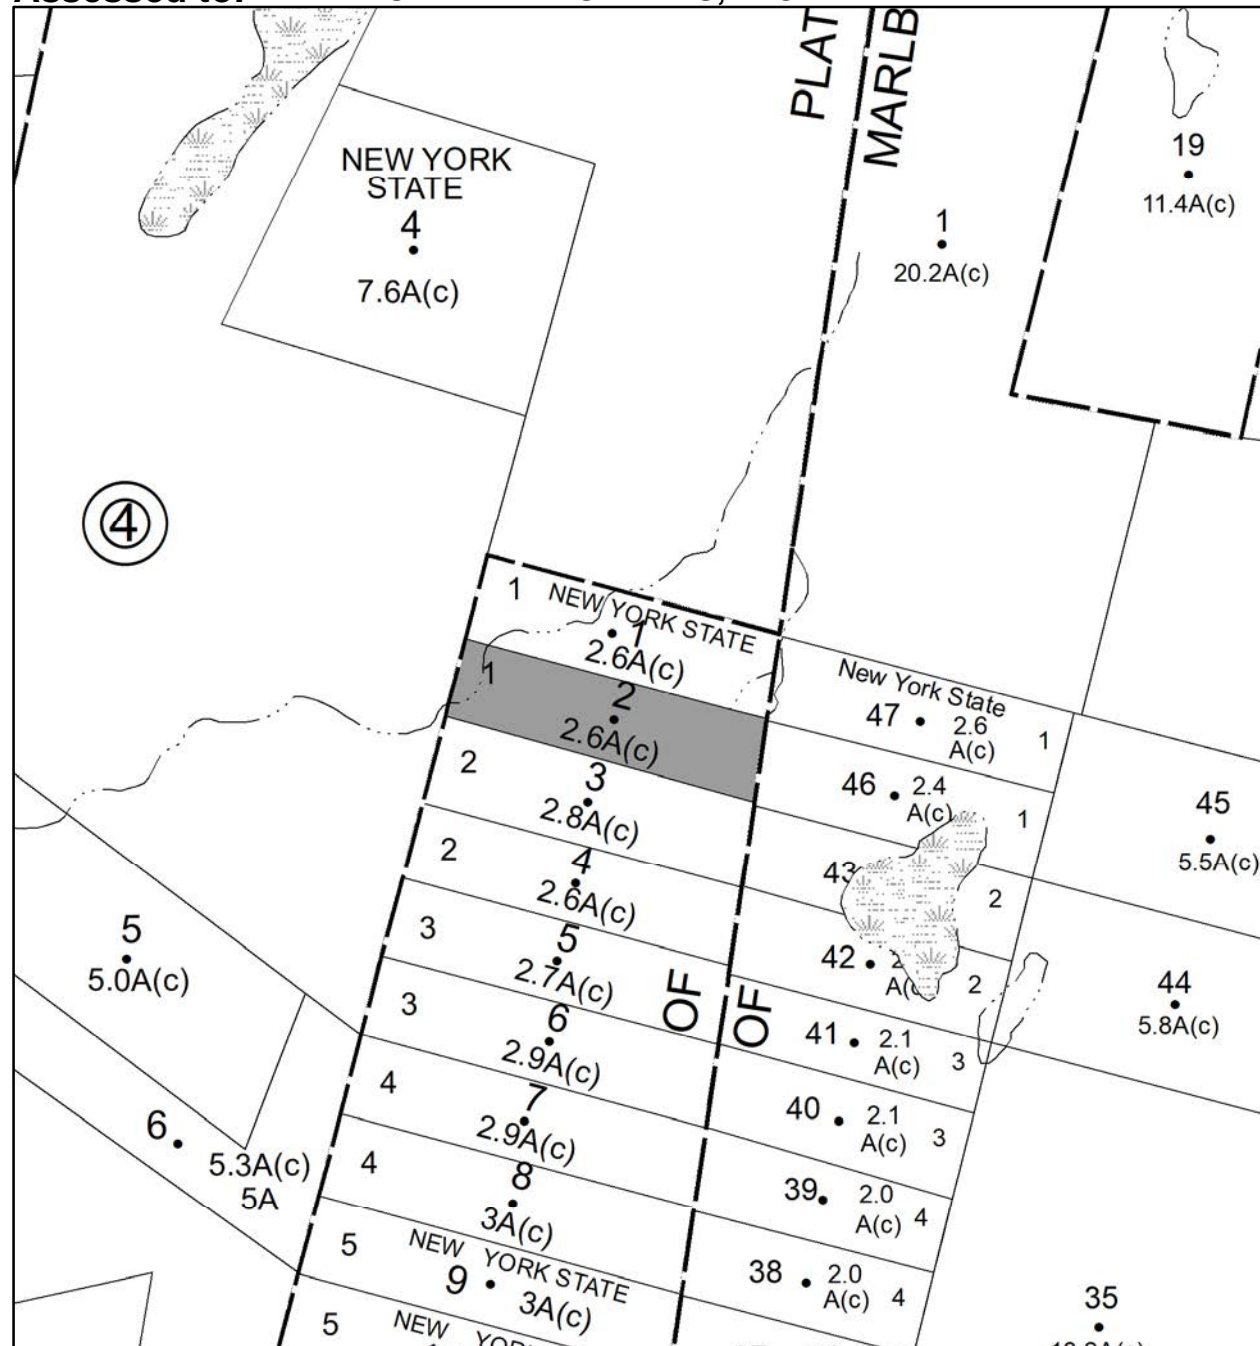 Assessed to:
PLAT
MARLB
NEW YORK
STATE
4
7.6A(c)
19
11.4A(c)
1
20.2A(c)
4
1
NEW YORK STATE
1
2.6A(c)
1
2
2.6A(c)
New York State
47
2.6
A(c)
1
2
3
2.8A(c)
46
2.4
A(c)
1
45
5.5A(c)
2
4
2.6A(c)
43
2
3
5
2.7A(c)
42
A(c
2
5
5.0A(c)
OF
OF
44
5.8A(c)
3
6
2.9A(c)
41
2.1
A(c)
3
4
7
2.9A(c)
40
2.1
A(c)
3
6
5.3A(c)
5A
4
8
3A(c)
39
2.0
A(c)
4
5
NEW YORK STATE
9
3A(c)
38
2.0
A(c)
4
35
5
NEW